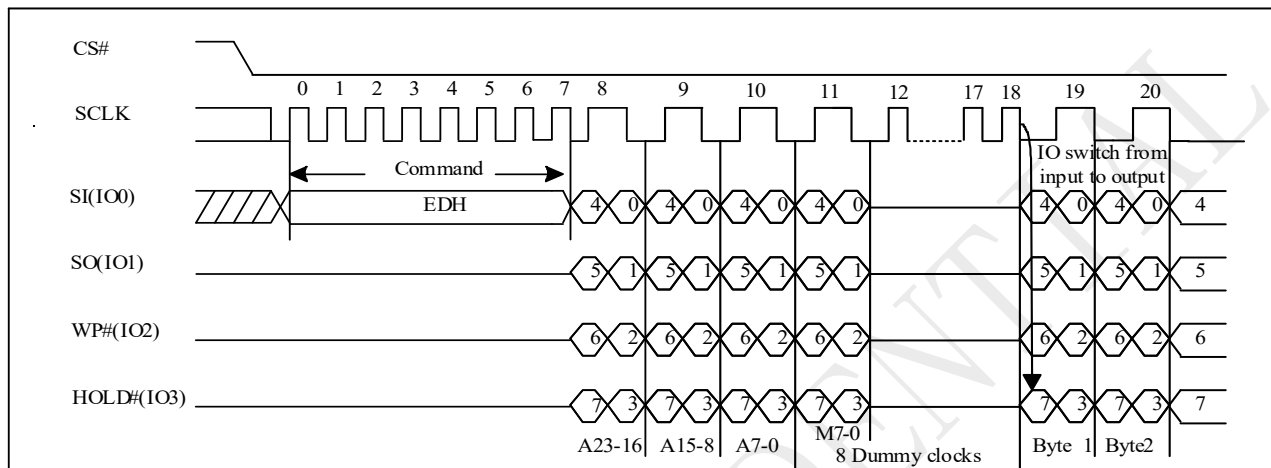 CS#
0 1 2 3 4 5 6 7 8 9 10 11 12 17 18 19 20
SCLK
Command
IO switch from
input to output
SI(IO0)
EDH
4 0 4 0 4 0 4 0 4 0 4 0 4
SO(IO1)
5 1 5 1 5 1 5 1 5 1 5 1 5
WP#(IO2)
6 2 6 2 6 2 6 2 6 2 6 2 6
HOLD#(IO3)
7 3 7 3 7 3 7 3 7 3 7 3 7
A23-16 A15-8 A7-0 M7-0
8 Dummy clocks
Byte 1 Byte2
DENTIAL